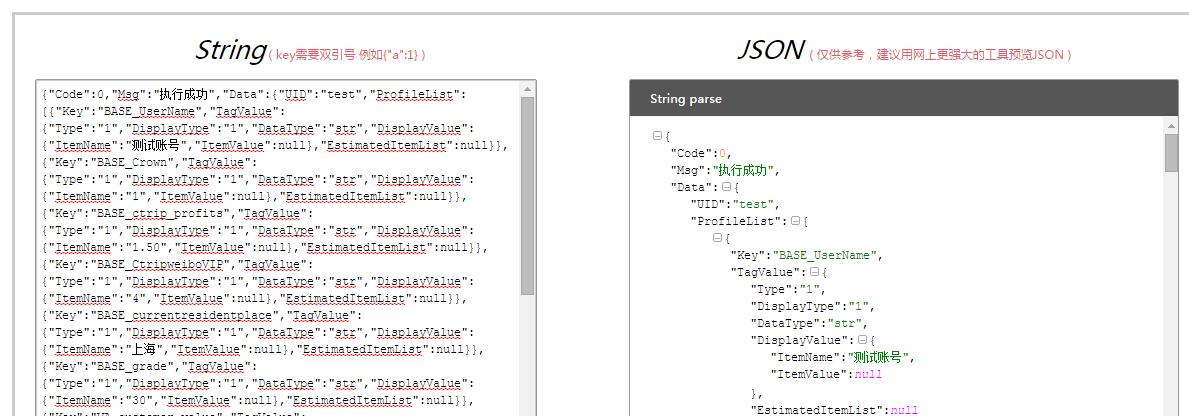 String ( key需要双引号 例如{"a":1} )
{"Code":0,"Msg":"执行成功","Data":{"UID":"test","ProfileList":
[{"Key":"BASE_UserName","TagValue":
{"Type":"1","DisplayType":"1","DataType":"str","DisplayValue":
{"ItemName":"测试账号","ItemValue":null},"EstimatedItemList":null}},
{"Key":"BASE_Crown","TagValue":
{"Type":"1","DisplayType":"1","DataType":"str","DisplayValue":
{"ItemName":"1","ItemValue":null},"EstimatedItemList":null}},
{"Key":"BASE_ctrip_profits","TagValue":
{"Type":"1","DisplayType":"1","DataType":"str","DisplayValue":
{"ItemName":"1.50","ItemValue":null},"EstimatedItemList":null}},
{"Key":"BASE_CtripweiboVIP","TagValue":
{"Type":"1","DisplayType":"1","DataType":"str","DisplayValue":
{"ItemName":"4","ItemValue":null},"EstimatedItemList":null}},
{"Key":"BASE_currentresidentplace","TagValue":
{"Type":"1","DisplayType":"1","DataType":"str","DisplayValue":
{"ItemName":"上海","ItemValue":null},"EstimatedItemList":null}},
{"Key":"BASE_grade","TagValue":
{"Type":"1","DisplayType":"1","DataType":"str","DisplayValue":
{"ItemName":"30","ItemValue":null},"EstimatedItemList":null}},
JSON ( 仅供参考，建议用网上更强大的工具预览JSON )
String parse
{
"Code":0,
"Msg":"执行成功",
"Data":{
"UID":"test",
"ProfileList":[
{
"Key":"BASE_UserName",
"TagValue":{
"Type":"1",
"DisplayType":"1",
"DataType":"str",
"DisplayValue":{
"ItemName":"测试账号",
"ItemValue":null
},
"EstimatedItemList":null